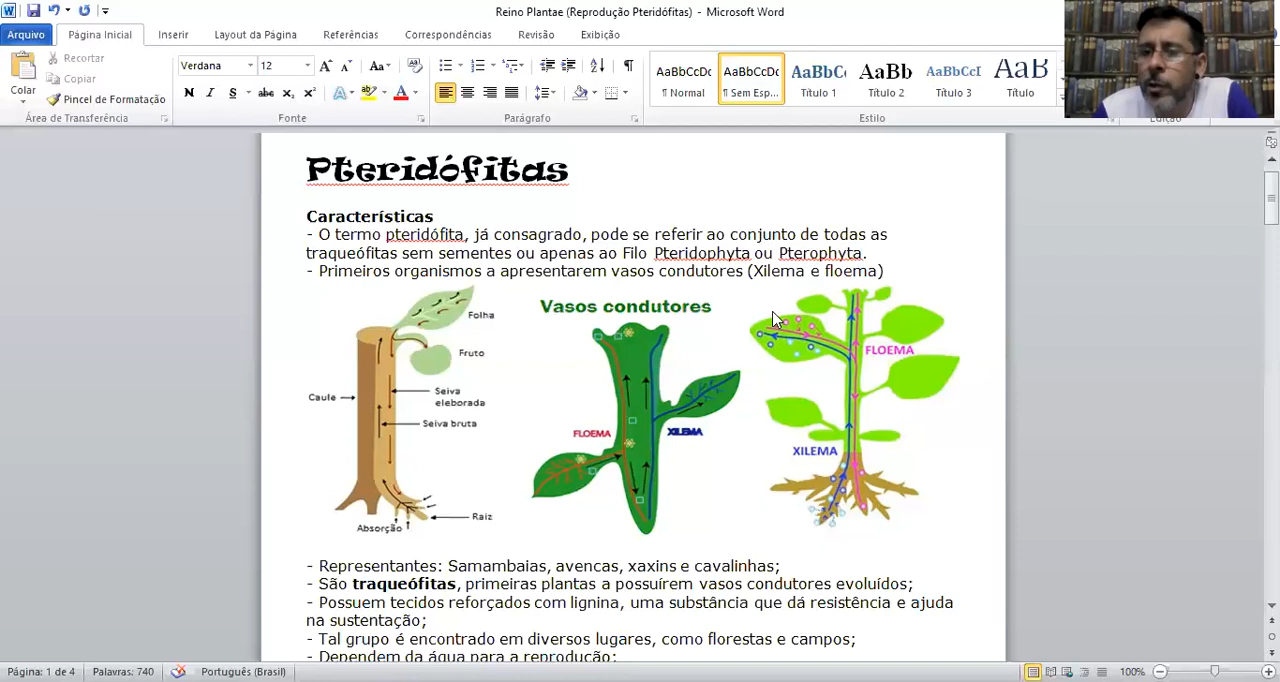 Reino Plantae (Reprodução Pteridófitas) - Microsoft Word
Arquivo Página Inicial Inserir Layout da Página Referências Correspondências Revisão Exibição
Colar
Recortar
Copiar
Pincel de Formatação
Área de Transferência
Verdana 12
N I S abc x₂ x²
Fonte
Parágrafo
AaBbCcDc AaBbCcDc AaBbC AaBb AaBbCcI AaB
¶ Normal ¶ Sem Esp... Título 1 Título 2 Título 3 Título
Estilo
Edição
Pteridófitas
Características
- O termo pteridófita, já consagrado, pode se referir ao conjunto de todas as
traqueófitas sem sementes ou apenas ao Filo Pteridophyta ou Pterophyta.
- Primeiros organismos a apresentarem vasos condutores (Xilema e floema)
Folha
Fruto
Caule
Seiva
elaborada
Seiva bruta
Raiz
Absorção
Vasos condutores
FLOEMA
XILEMA
FLOEMA
XILEMA
- Representantes: Samambaias, avencas, xaxins e cavalinhas;
- São traqueófitas, primeiras plantas a possuírem vasos condutores evoluídos;
- Possuem tecidos reforçados com lignina, uma substância que dá resistência e ajuda
na sustentação;
- Tal grupo é encontrado em diversos lugares, como florestas e campos;
- Dependem da água para a reprodução;
Página: 1 de 4 Palavras: 740 Português (Brasil) 100%